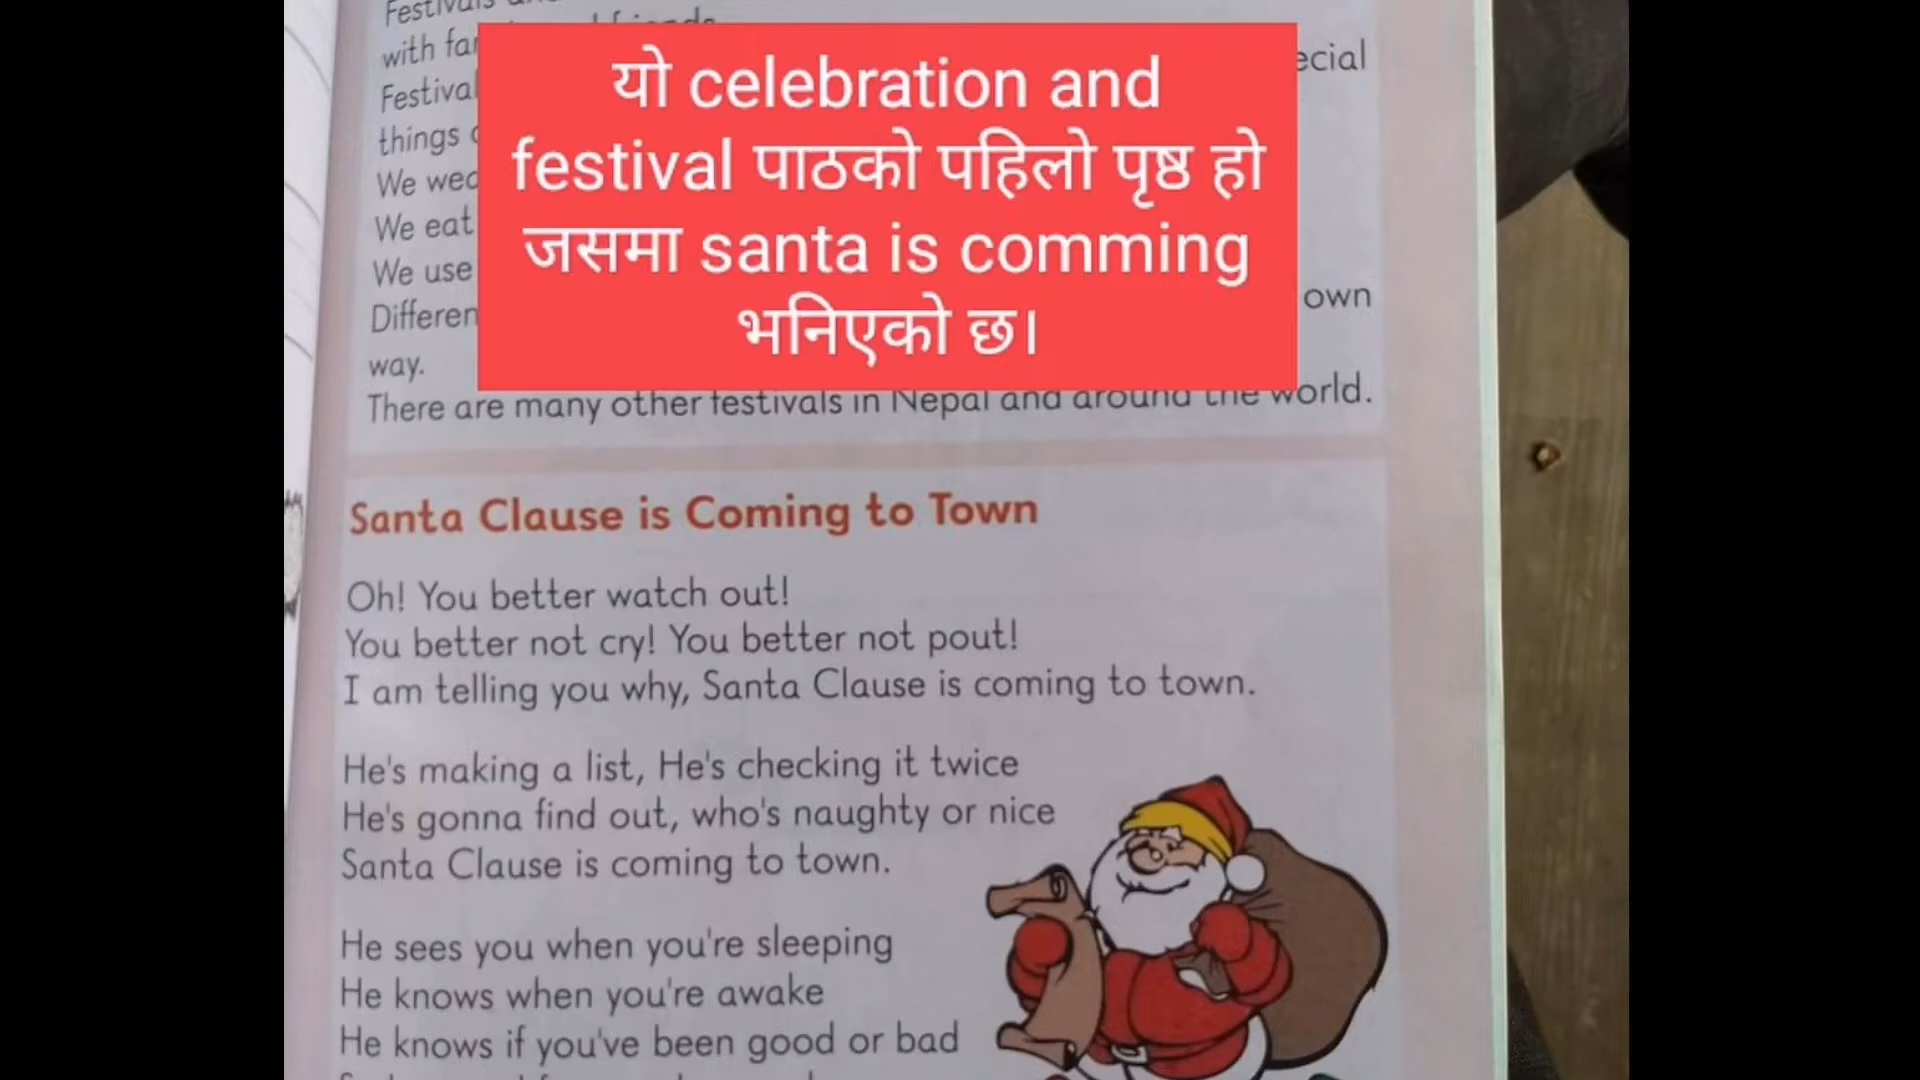 Festivals
with fa
यो celebration and
ecial
Festival
festival पाठको पहिलो पृष्ठ हो
things
We
जसमा santa is comming
We eat
We use
भनिएको छ।
Differen
own
way.
There are many other festivals in Nepal and around the world.
Santa Clause is Coming to Town
Oh! You better watch out!
You better not cry! You better not pout!
I am telling you why, Santa Clause is coming to town.
He's making a list, He's checking it twice
He's gonna find out, who's naughty or nice
Santa Clause is coming to town.
He sees you when you're sleeping
He knows when you're awake
He knows if you've been good or bad